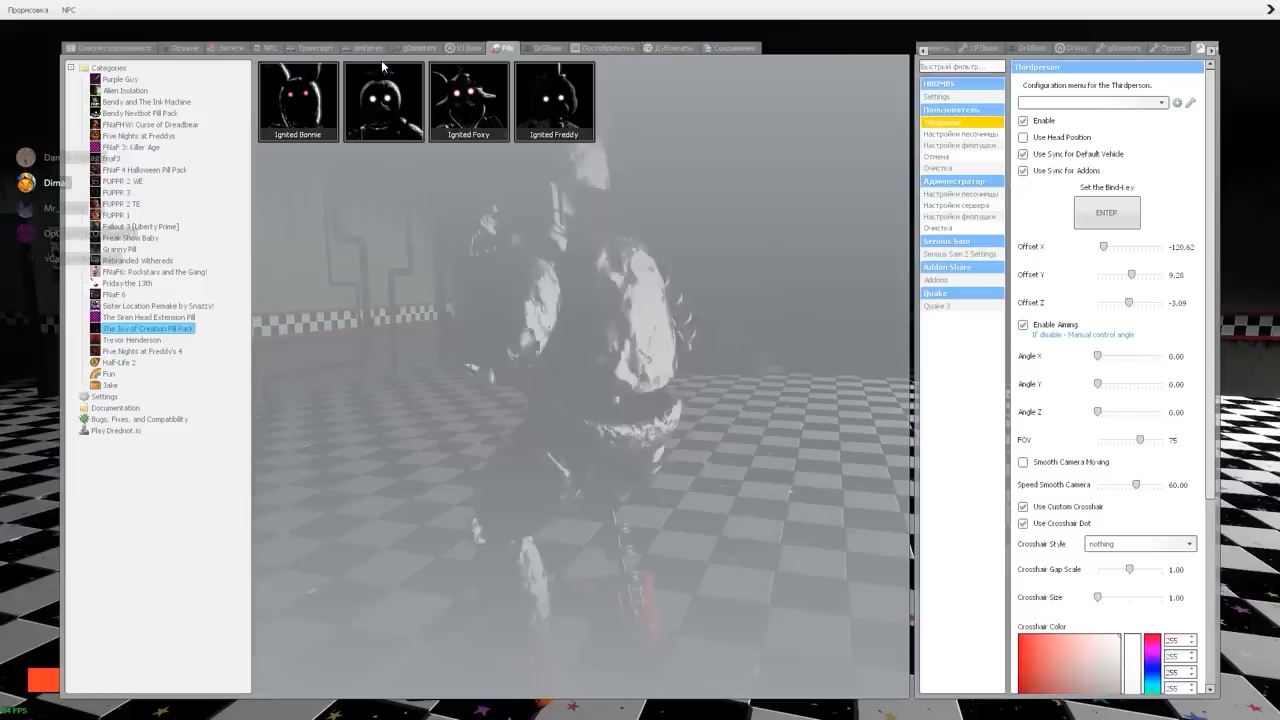 Прорисовка NPC
Оружие
NPC
Транспорт
gDisasters
VJ Base
Pills
DrGBase
Постобработка
Дубликаты
Сохранения
DrGBase
gDisasters
Options
Categories
Purple Guy
Alien Isolation
Bendy and The Ink Machine
Bendy Nextbot Pill Pack
FNaFHW: Curse of Dreadbear
Five Nights at Freddys
FNAF 3: Killer Age
fnaf3
FNAF 4 Halloween Pill Pack
FUPPR 2 WE
FUPPR 3
FUPPR 2 TE
FUPPR 1
Fallout 3 [Liberty Prime]
Freak Show Baby
Granny Pill
Rebranded Withereds
FNaF6: Rockstars and the Gang!
Friday the 13th
FNaF 6
Sister Location Remake by Snazzy!
The Siren Head Extension Pill
The Joy of Creation Pill Pack
Trevor Henderson
Five Nights at Freddy's 4
Half-Life 2
Fun
Jake
Settings
Documentation
Bugs, Fixes, and Compatibility
Play Drednot.io
Dimas
Ignited Bonnie
Ignited Foxy
Ignited Freddy
Быстрый фильтр...
Settings
Пользователь
Настройки песочницы
Настройки физпушки
Отмена
Очистка
Администратор
Настройки песочницы
Настройки сервера
Настройки физпушки
Очистка
Serious Sam
Serious Sam 2 Settings
Addon Share
Addons
Quake
Quake 3
Thirdperson
Configuration menu for the Thirdperson.
Enable
Use Head Position
Use Sync for Default Vehicle
Use Sync for Addons
Set the Bind-Key
ENTER
Offset X -120.62
Offset Y 9.28
Offset Z -3.09
Enable Aiming
If disable - Manual control angle
Angle X 0.00
Angle Y 0.00
Angle Z 0.00
FOV 75
Smooth Camera Moving
Speed Smooth Camera 60.00
Use Custom Crosshair
Use Crosshair Dot
Crosshair Style nothing
Crosshair Gap Scale 1.00
Crosshair Size 1.00
Crosshair Color
255
255
255
255
54 FPS